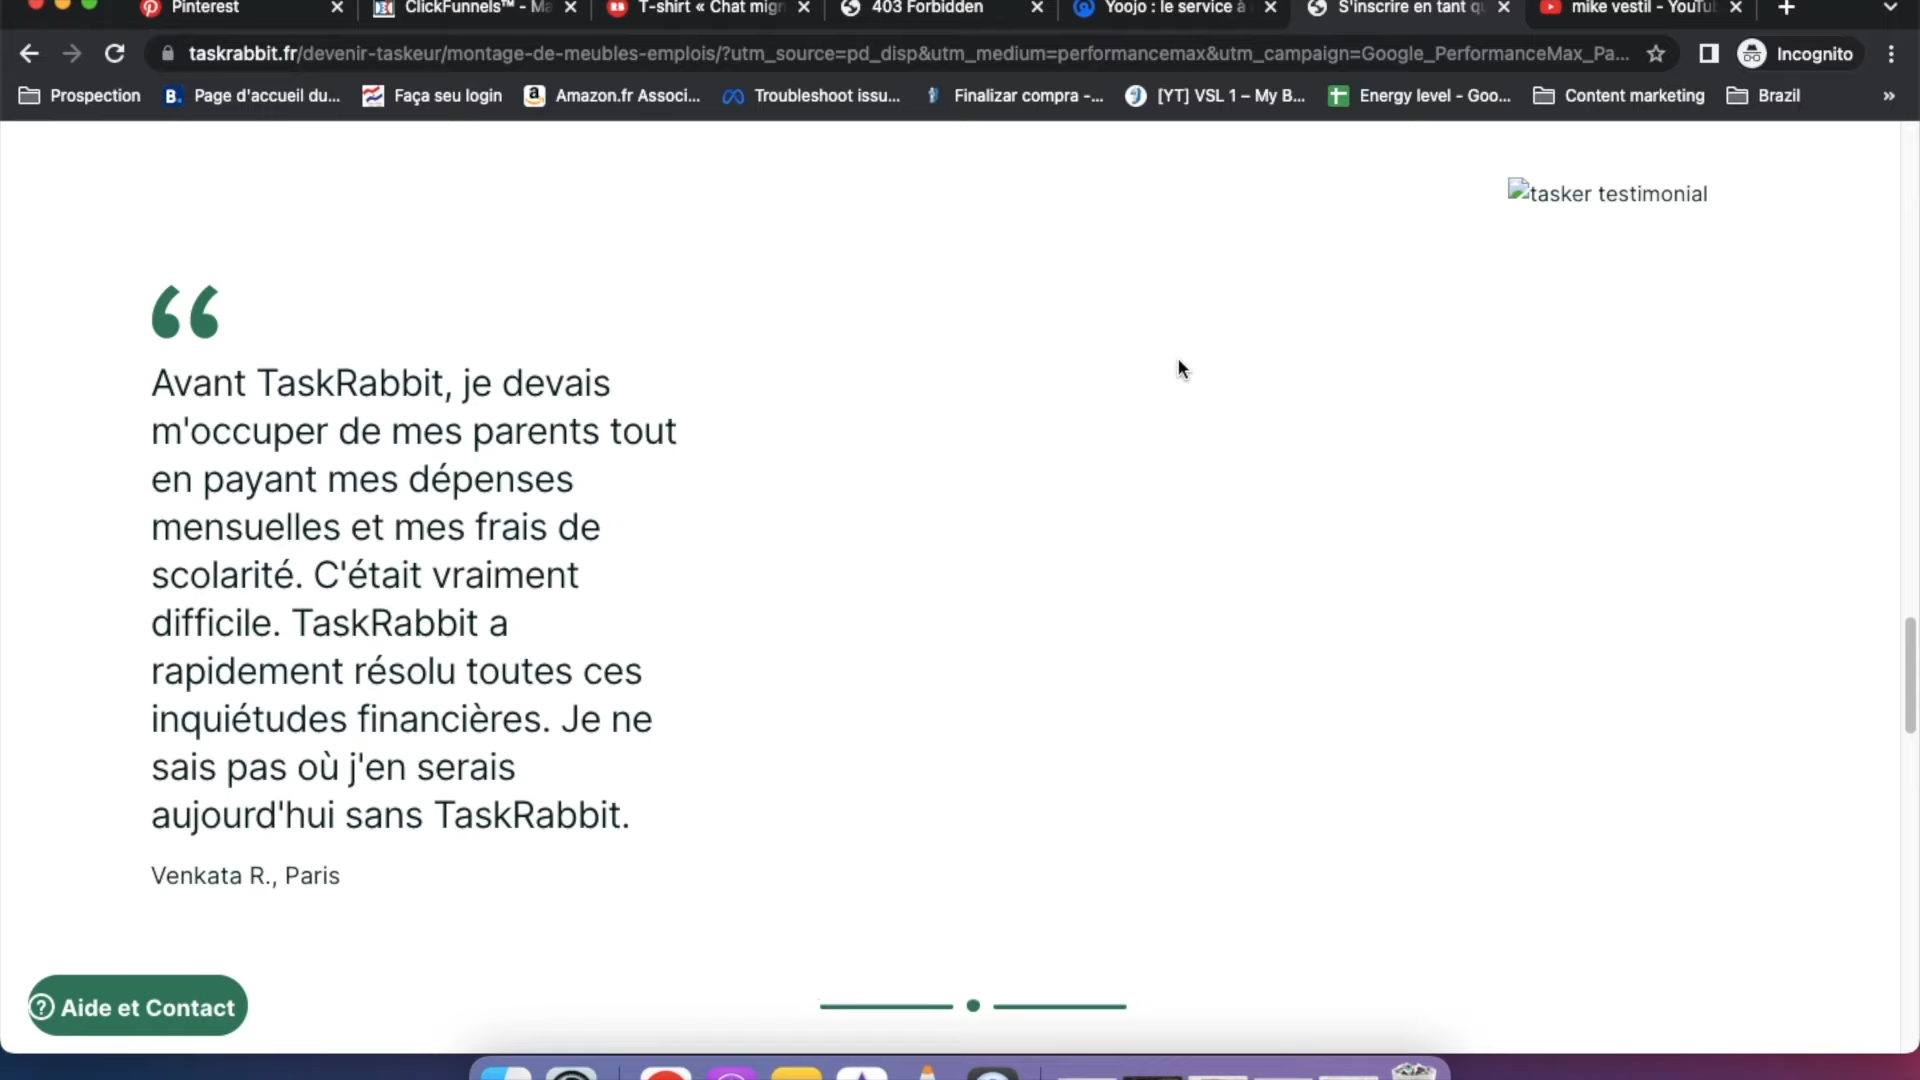 Pinterest
ClickFunnels™ - Ma
T-shirt « Chat mign
403 Forbidden
Yoojo : le service à
S'inscrire en tant qu
mike vestil - YouTub
taskrabbit.fr/devenir-taskeur/montage-de-meubles-emplois/?utm_source=pd_disp&utm_medium=performancemax&utm_campaign=Google_PerformanceMax_Pa...
Incognito
Prospection
Page d'accueil du...
Faça seu login
Amazon.fr Associ...
Troubleshoot issu...
Finalizar compra -...
[YT] VSL 1 – My B...
Energy level - Goo...
Content marketing
Brazil
»
tasker testimonial
“
Avant TaskRabbit, je devais
m'occuper de mes parents tout
en payant mes dépenses
mensuelles et mes frais de
scolarité. C'était vraiment
difficile. TaskRabbit a
rapidement résolu toutes ces
inquiétudes financières. Je ne
sais pas où j'en serais
aujourd'hui sans TaskRabbit.
Venkata R., Paris
Aide et Contact